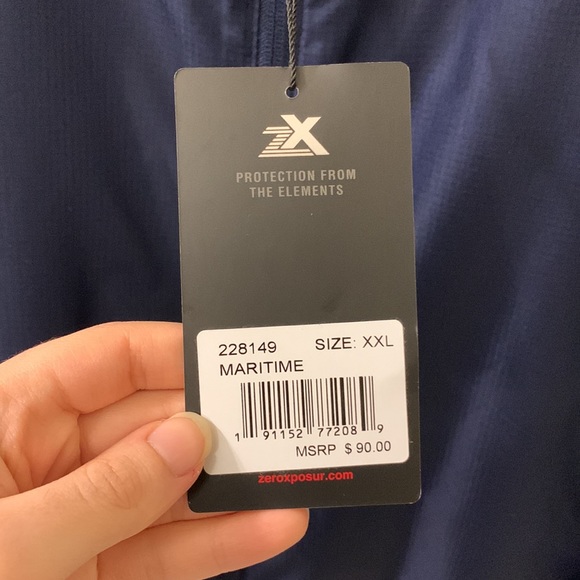 ZX
PROTECTION FROM
THE ELEMENTS
228149 SIZE: XXL
MARITIME
1 91152 77208 9
MSRP $ 90.00
zeroxposur.com